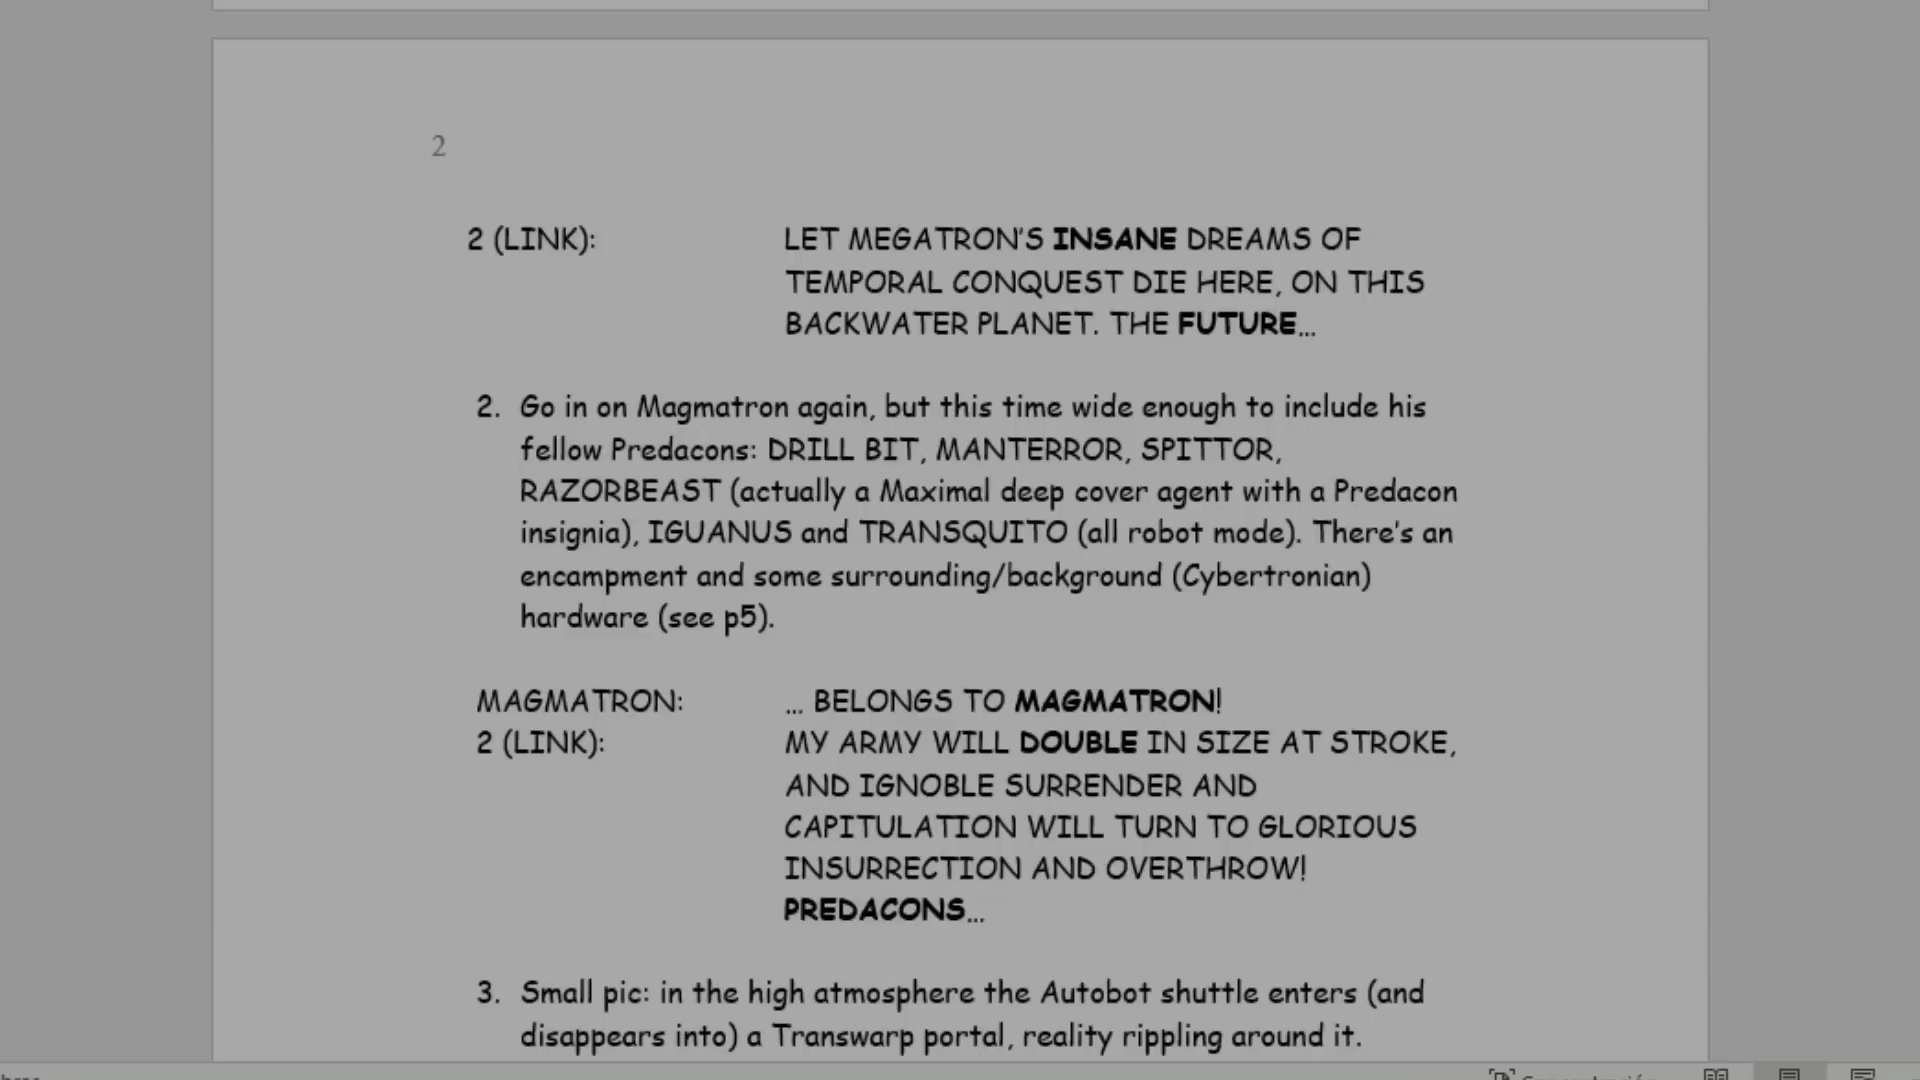 2
2 (LINK): LET MEGATRON'S INSANE DREAMS OF
TEMPORAL CONQUEST DIE HERE, ON THIS
BACKWATER PLANET. THE FUTURE...
2. Go in on Magmatron again, but this time wide enough to include his
fellow Predacons: DRILL BIT, MANTERROR, SPITTOR,
RAZORBEAST (actually a Maximal deep cover agent with a Predacon
insignia), IGUANUS and TRANSQUITO (all robot mode). There's an
encampment and some surrounding/background (Cybertronian)
hardware (see p5).
MAGMATRON: ... BELONGS TO MAGMATRON!
2 (LINK): MY ARMY WILL DOUBLE IN SIZE AT STROKE,
AND IGNOBLE SURRENDER AND
CAPITULATION WILL TURN TO GLORIOUS
INSURRECTION AND OVERTHROW!
PREDACONS...
3. Small pic: in the high atmosphere the Autobot shuttle enters (and
disappears into) a Transwarp portal, reality rippling around it.